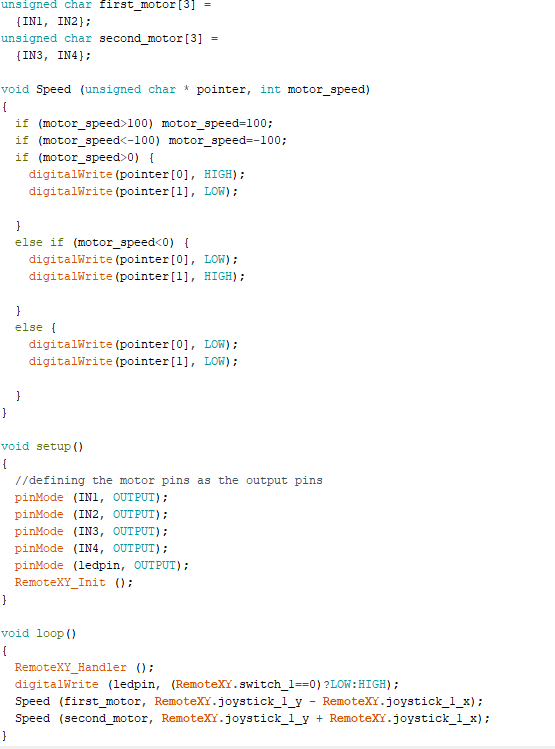 unsigned char first_motor[3] =
{IN1, IN2};
unsigned char second_motor[3] =
{IN3, IN4};
void Speed (unsigned char * pointer, int motor_speed)
{
if (motor_speed>100) motor_speed=100;
if (motor_speed<-100) motor_speed=-100;
if (motor_speed>0) {
digitalWrite(pointer[0], HIGH);
digitalWrite(pointer[1], LOW);
}
else if (motor_speed<0) {
digitalWrite(pointer[0], LOW);
digitalWrite(pointer[1], HIGH);
}
else {
digitalWrite(pointer[0], LOW);
digitalWrite(pointer[1], LOW);
}
}
void setup()
{
//defining the motor pins as the output pins
pinMode (IN1, OUTPUT);
pinMode (IN2, OUTPUT);
pinMode (IN3, OUTPUT);
pinMode (IN4, OUTPUT);
pinMode (ledpin, OUTPUT);
RemoteXY_Init ();
}
void loop()
{
RemoteXY_Handler ();
digitalWrite (ledpin, (RemoteXY.switch_1==0)?LOW:HIGH);
Speed (first_motor, RemoteXY.joystick_1_y - RemoteXY.joystick_1_x);
Speed (second_motor, RemoteXY.joystick_1_y + RemoteXY.joystick_1_x);
}